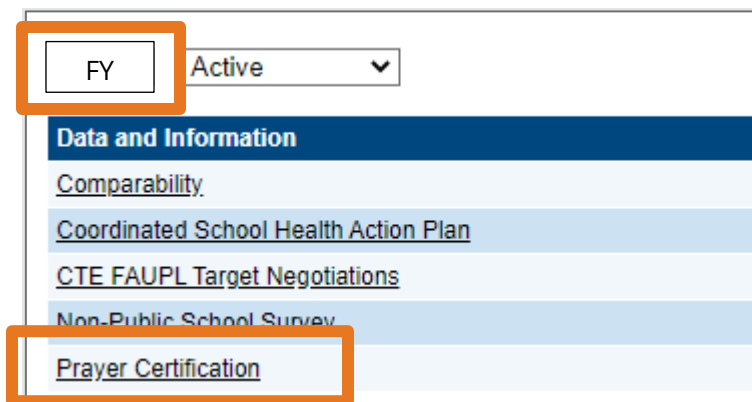 FY Active
Data and Information
Comparability
Coordinated School Health Action Plan
CTE FAUPL Target Negotiations
Non-Public School Survey
Prayer Certification